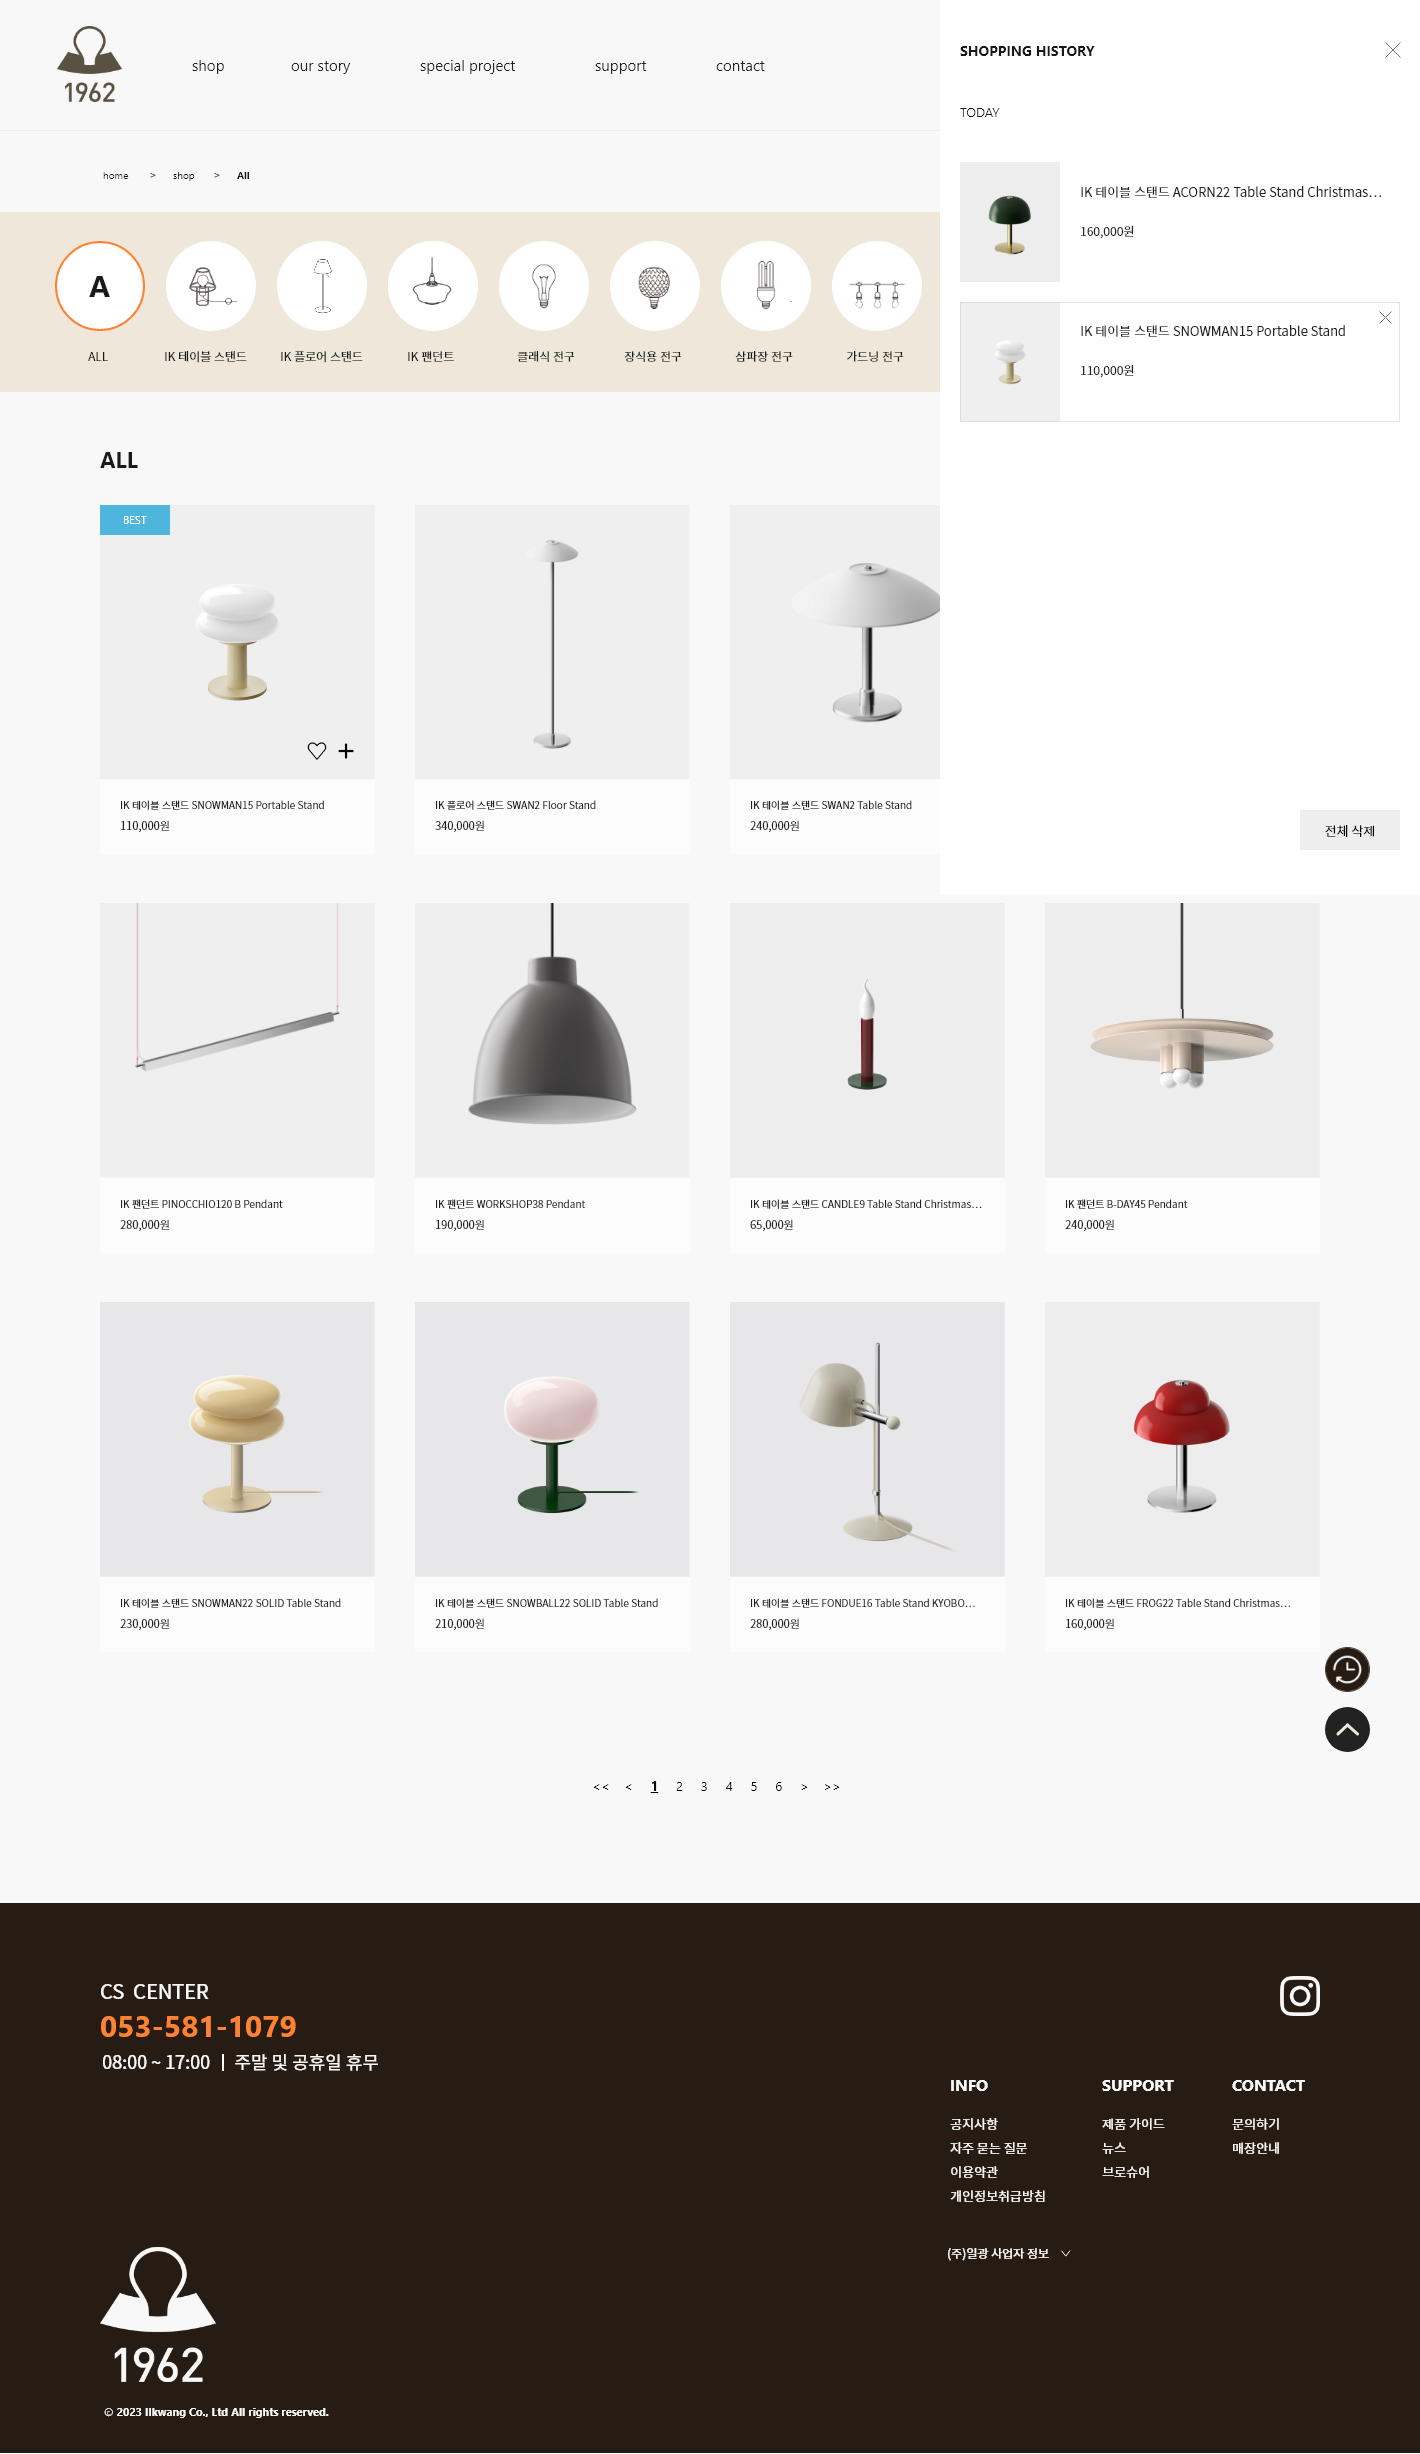 1962
shop our story special project support contact
home > shop > All
A
ALL IK 테이블 스탠드 IK 플로어 스탠드 IK 팬던트 클래식 전구 장식용 전구 삼파장 전구 가드닝 전구
SHOPPING HISTORY
TODAY
IK 테이블 스탠드 ACORN22 Table Stand Christmas...
160,000원
IK 테이블 스탠드 SNOWMAN15 Portable Stand
110,000원
전체 삭제
ALL
BEST
IK 테이블 스탠드 SNOWMAN15 Portable Stand
110,000원
IK 플로어 스탠드 SWAN2 Floor Stand
340,000원
IK 테이블 스탠드 SWAN2 Table Stand
240,000원
IK 팬던트 PINOCCHIO120 B Pendant
280,000원
IK 팬던트 WORKSHOP38 Pendant
190,000원
IK 테이블 스탠드 CANDLE9 Table Stand Christmas...
65,000원
IK 팬던트 B-DAY45 Pendant
240,000원
IK 테이블 스탠드 SNOWMAN22 SOLID Table Stand
230,000원
IK 테이블 스탠드 SNOWBALL22 SOLID Table Stand
210,000원
IK 테이블 스탠드 FONDUE16 Table Stand KYOBO...
280,000원
IK 테이블 스탠드 FROG22 Table Stand Christmas...
160,000원
<< < 1 2 3 4 5 6 > >>
CS CENTER
053-581-1079
08:00 ~ 17:00 | 주말 및 공휴일 휴무
INFO
공지사항
자주 묻는 질문
이용약관
개인정보취급방침
SUPPORT
제품 가이드
뉴스
브로슈어
CONTACT
문의하기
매장안내
(주)일광 사업자 정보
1962
© 2023 Ilkwang Co., Ltd All rights reserved.